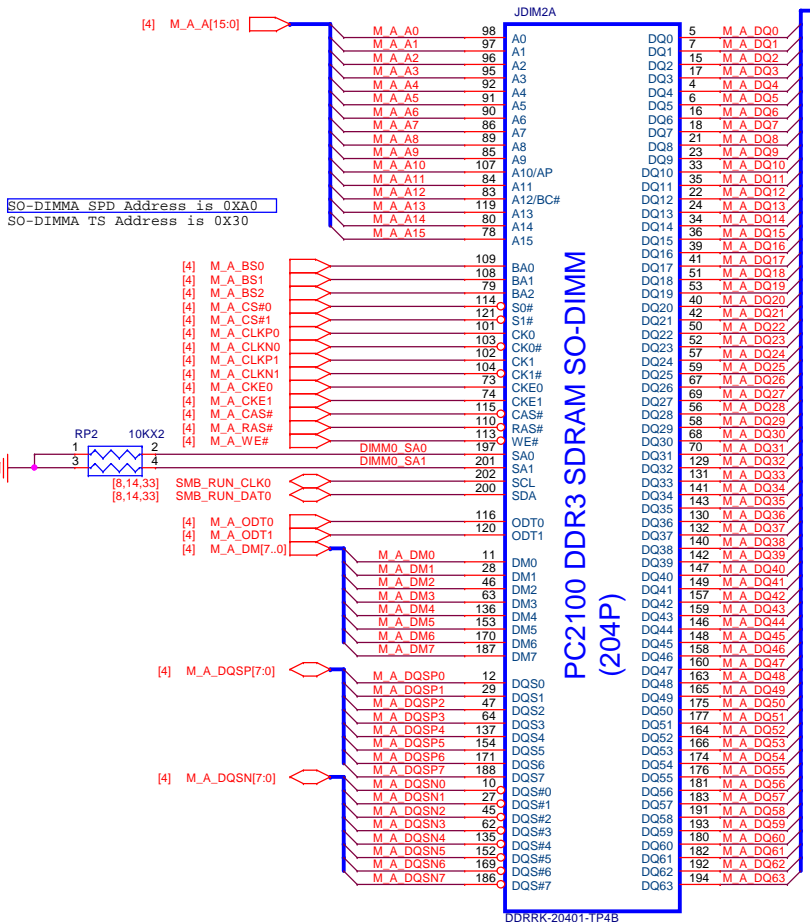 JDIM2A
[4] M_A_A[15:0]
M_A_A0 98 A0 DQ0 5 M_A_DQ0
M_A_A1 97 A1 DQ1 7 M_A_DQ1
M_A_A2 96 A2 DQ2 15 M_A_DQ2
M_A_A3 95 A3 DQ3 17 M_A_DQ3
M_A_A4 92 A4 DQ4 4 M_A_DQ4
M_A_A5 91 A5 DQ5 6 M_A_DQ5
M_A_A6 90 A6 DQ6 16 M_A_DQ6
M_A_A7 86 A7 DQ7 18 M_A_DQ7
M_A_A8 89 A8 DQ8 21 M_A_DQ8
M_A_A9 85 A9 DQ9 23 M_A_DQ9
M_A_A10 107 A10/AP DQ10 33 M_A_DQ10
M_A_A11 84 A11 DQ11 35 M_A_DQ11
M_A_A12 83 A12/BC# DQ12 22 M_A_DQ12
M_A_A13 119 A13 DQ13 24 M_A_DQ13
M_A_A14 80 A14 DQ14 34 M_A_DQ14
M_A_A15 78 A15 DQ15 36 M_A_DQ15
SO-DIMMA SPD Address is 0XA0
SO-DIMMA TS Address is 0X30
DQ16 39 M_A_DQ16
[4] M_A_BS0 109 BA0 DQ17 41 M_A_DQ17
[4] M_A_BS1 108 BA1 DQ18 51 M_A_DQ18
[4] M_A_BS2 79 BA2 DQ19 53 M_A_DQ19
[4] M_A_CS#0 114 S0# DQ20 40 M_A_DQ20
[4] M_A_CS#1 121 S1# DQ21 42 M_A_DQ21
[4] M_A_CLKP0 101 CK0 DQ22 50 M_A_DQ22
[4] M_A_CLKN0 103 CK0# DQ23 52 M_A_DQ23
[4] M_A_CLKP1 102 CK1 DQ24 57 M_A_DQ24
[4] M_A_CLKN1 104 CK1# DQ25 59 M_A_DQ25
[4] M_A_CKE0 73 CKE0 DQ26 67 M_A_DQ26
[4] M_A_CKE1 74 CKE1 DQ27 69 M_A_DQ27
[4] M_A_CAS# 115 CAS# DQ28 56 M_A_DQ28
[4] M_A_RAS# 110 RAS# DQ29 58 M_A_DQ29
[4] M_A_WE# 113 WE# DQ30 68 M_A_DQ30
RP2 10KX2
1 2 DIMM0_SA0 197 SA0 DQ31 70 M_A_DQ31
3 4 DIMM0_SA1 201 SA1 DQ32 129 M_A_DQ32
[8,14,33] SMB_RUN_CLK0 202 SCL DQ33 131 M_A_DQ33
[8,14,33] SMB_RUN_DAT0 200 SDA DQ34 141 M_A_DQ34
DQ35 143 M_A_DQ35
[4] M_A_ODT0 116 ODT0 DQ36 130 M_A_DQ36
[4] M_A_ODT1 120 ODT1 DQ37 132 M_A_DQ37
[4] M_A_DM[7..0] DQ38 140 M_A_DQ38
M_A_DM0 11 DM0 DQ39 142 M_A_DQ39
M_A_DM1 28 DM1 DQ40 147 M_A_DQ40
M_A_DM2 46 DM2 DQ41 149 M_A_DQ41
M_A_DM3 63 DM3 DQ42 157 M_A_DQ42
M_A_DM4 136 DM4 DQ43 159 M_A_DQ43
M_A_DM5 153 DM5 DQ44 146 M_A_DQ44
M_A_DM6 170 DM6 DQ45 148 M_A_DQ45
M_A_DM7 187 DM7 DQ46 158 M_A_DQ46
DQ47 160 M_A_DQ47
[4] M_A_DQSP[7:0]
M_A_DQSP0 12 DQS0 DQ48 163 M_A_DQ48
M_A_DQSP1 29 DQS1 DQ49 165 M_A_DQ49
M_A_DQSP2 47 DQS2 DQ50 175 M_A_DQ50
M_A_DQSP3 64 DQS3 DQ51 177 M_A_DQ51
M_A_DQSP4 137 DQS4 DQ52 164 M_A_DQ52
M_A_DQSP5 154 DQS5 DQ53 166 M_A_DQ53
M_A_DQSP6 171 DQS6 DQ54 174 M_A_DQ54
M_A_DQSP7 188 DQS7 DQ55 176 M_A_DQ55
[4] M_A_DQSN[7:0]
M_A_DQSN0 10 DQS#0 DQ56 181 M_A_DQ56
M_A_DQSN1 27 DQS#1 DQ57 183 M_A_DQ57
M_A_DQSN2 45 DQS#2 DQ58 191 M_A_DQ58
M_A_DQSN3 62 DQS#3 DQ59 193 M_A_DQ59
M_A_DQSN4 135 DQS#4 DQ60 180 M_A_DQ60
M_A_DQSN5 152 DQS#5 DQ61 182 M_A_DQ61
M_A_DQSN6 169 DQS#6 DQ62 192 M_A_DQ62
M_A_DQSN7 186 DQS#7 DQ63 194 M_A_DQ63
PC2100 DDR3 SDRAM SO-DIMM
(204P)
DDRRK-20401-TP4B